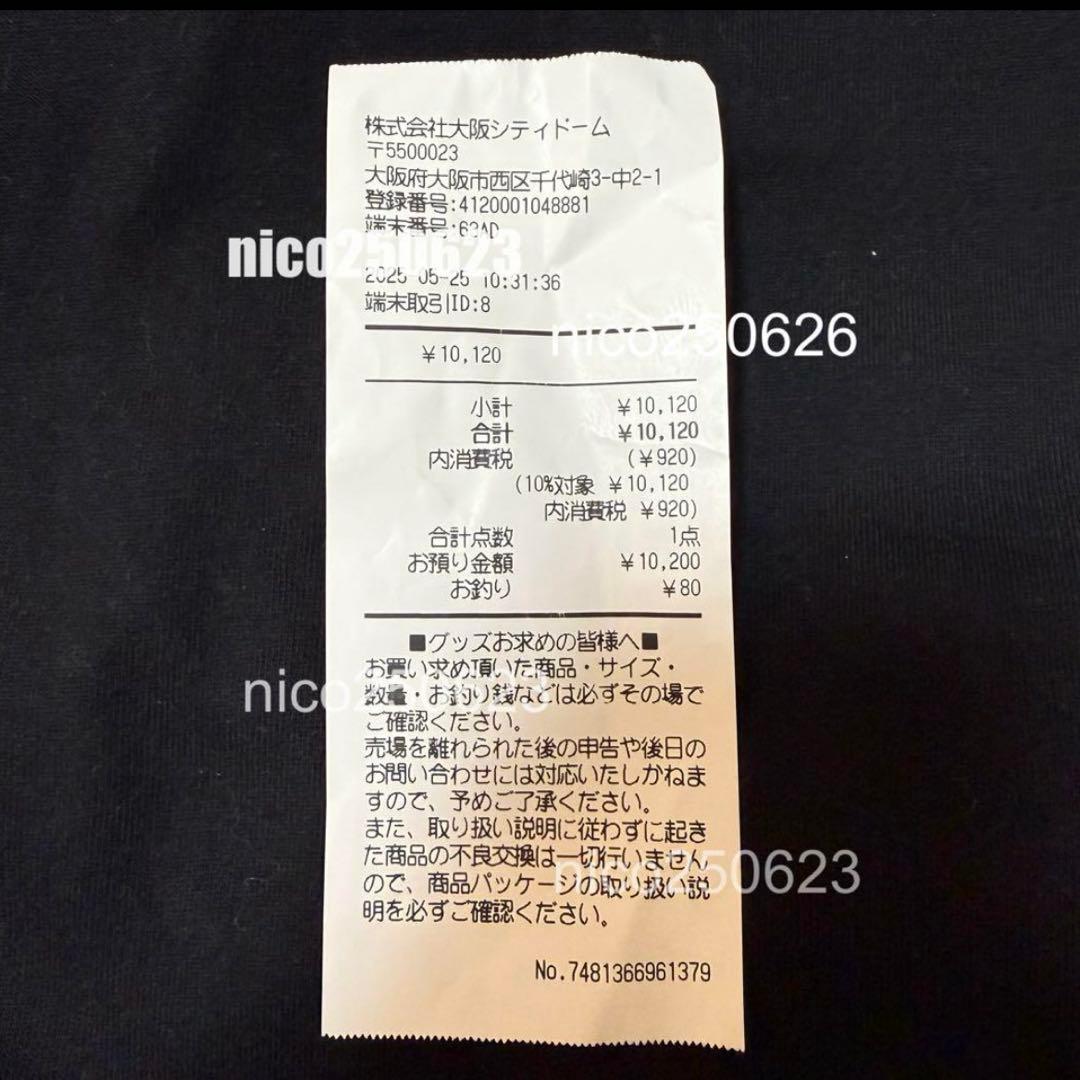 株式会社大阪シティドーム
〒5500023
大阪府大阪市西区千代崎3-中2-1
登録番号:4120001048881
端末番号:63AD
nico250623
2025-05-25 10:31:36
端末取引ID:8
nico250626
¥10,120
小計 ¥10,120
合計 ¥10,120
内消費税 (¥920)
(10%対象 ¥10,120
内消費税 ¥920)
合計点数 1点
お預り金額 ¥10,200
お釣り ¥80
■グッズお求めの皆様へ■
お買い求め頂いた商品・サイズ・
nico250623
数量・お釣り銭などは必ずその場で
ご確認ください。
売場を離れられた後の申告や後日の
お問い合わせには対応いたしかねま
すので、予めご了承ください。
また、取り扱い説明に従わずに起き
た商品の不良交換は一切行いません
nico250623
ので、商品パッケージの取り扱い説
明を必ずご確認ください。
No.7481366961379